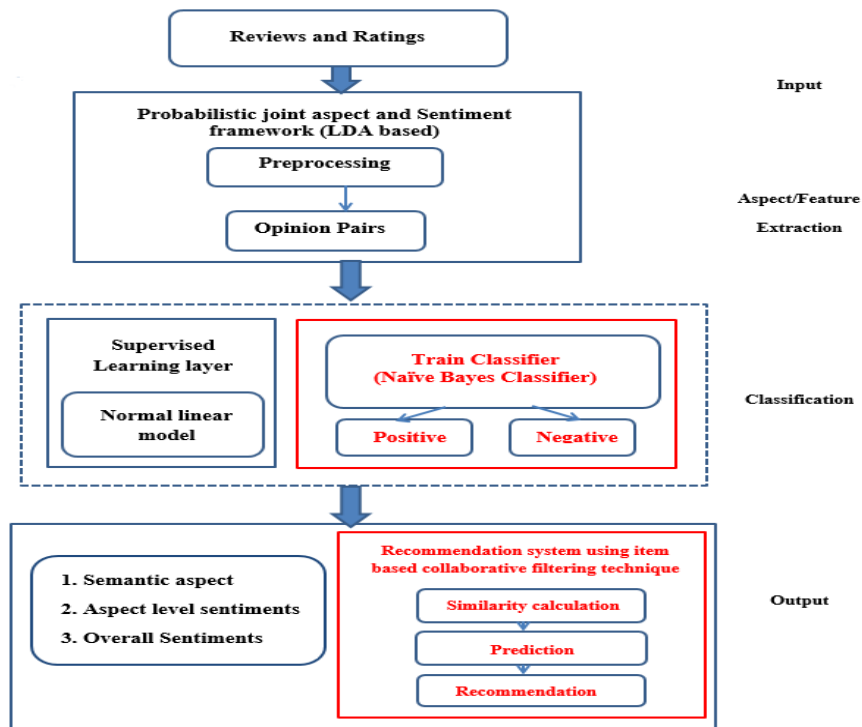 Reviews and Ratings
Input
Probabilistic joint aspect and Sentiment
framework (LDA based)
Preprocessing
Opinion Pairs
Aspect/Feature
Extraction
Supervised
Learning layer
Normal linear
model
Train Classifier
(Naïve Bayes Classifier)
Positive
Negative
Classification
1. Semantic aspect
2. Aspect level sentiments
3. Overall Sentiments
Recommendation system using item
based collaborative filtering technique
Similarity calculation
Prediction
Recommendation
Output